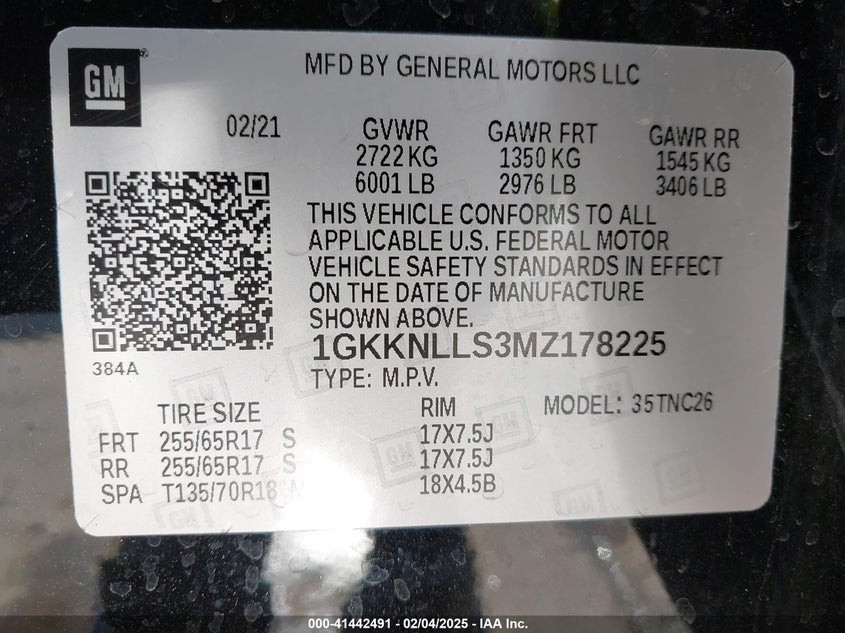 GM
MFD BY GENERAL MOTORS LLC
02/21 GVWR GAWR FRT GAWR RR
2722 KG 1350 KG 1545 KG
6001 LB 2976 LB 3406 LB
THIS VEHICLE CONFORMS TO ALL
APPLICABLE U.S. FEDERAL MOTOR
VEHICLE SAFETY STANDARDS IN EFFECT
ON THE DATE OF MANUFACTURE
SHOWN ABOVE.
1GKKNLLS3MZ178225
384A
TYPE: M.P.V.
TIRE SIZE RIM MODEL: 35TNC26
FRT 255/65R17 S 17X7.5J
RR 255/65R17 S 17X7.5J
SPA T135/70R18 18X4.5B
000-41442491 - 02/04/2025 - IAA Inc.